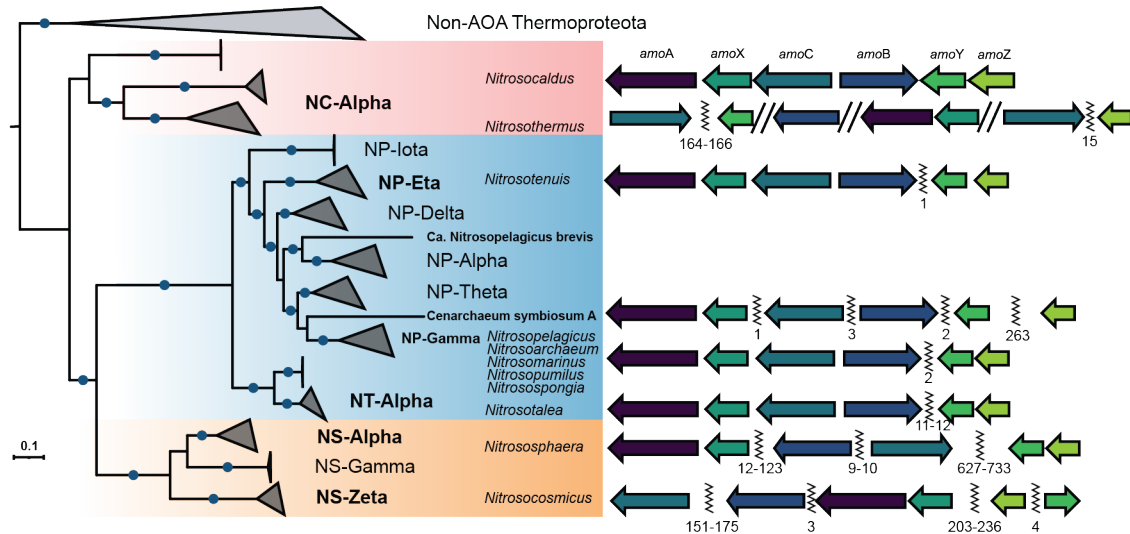 Non-AOA Thermoproteota
amoA amoX amoC amoB amoY amoZ
Nitrosocaldus
NC-Alpha
Nitrosothermus
164-166 15
NP-Iota
NP-Eta Nitrosotenuis
1
NP-Delta
Ca. Nitrosopelagicus brevis
NP-Alpha
NP-Theta
Cenarchaeum symbiosum A
1 3 2 263
NP-Gamma Nitrosopelagicus
Nitrosoarchaeum
Nitrosomarinus
Nitrosopumilus
2
Nitrosospongia
NT-Alpha
Nitrosotalea
11-12
NS-Alpha
Nitrososphaera
0.1
NS-Gamma
12-123 9-10 627-733
NS-Zeta Nitrosocosmicus
151-175 3 203-236 4